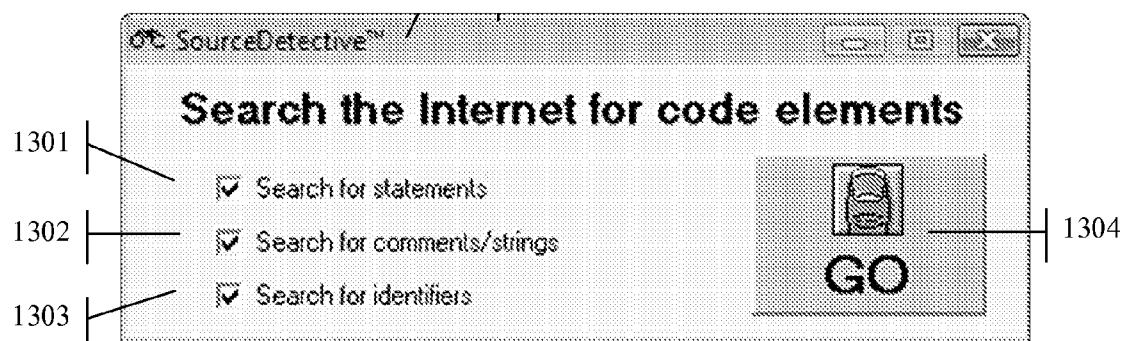 SourceDetective™
Search the Internet for code elements
1301
Search for statements
1302
Search for comments/strings
1304
GO
1303
Search for identifiers